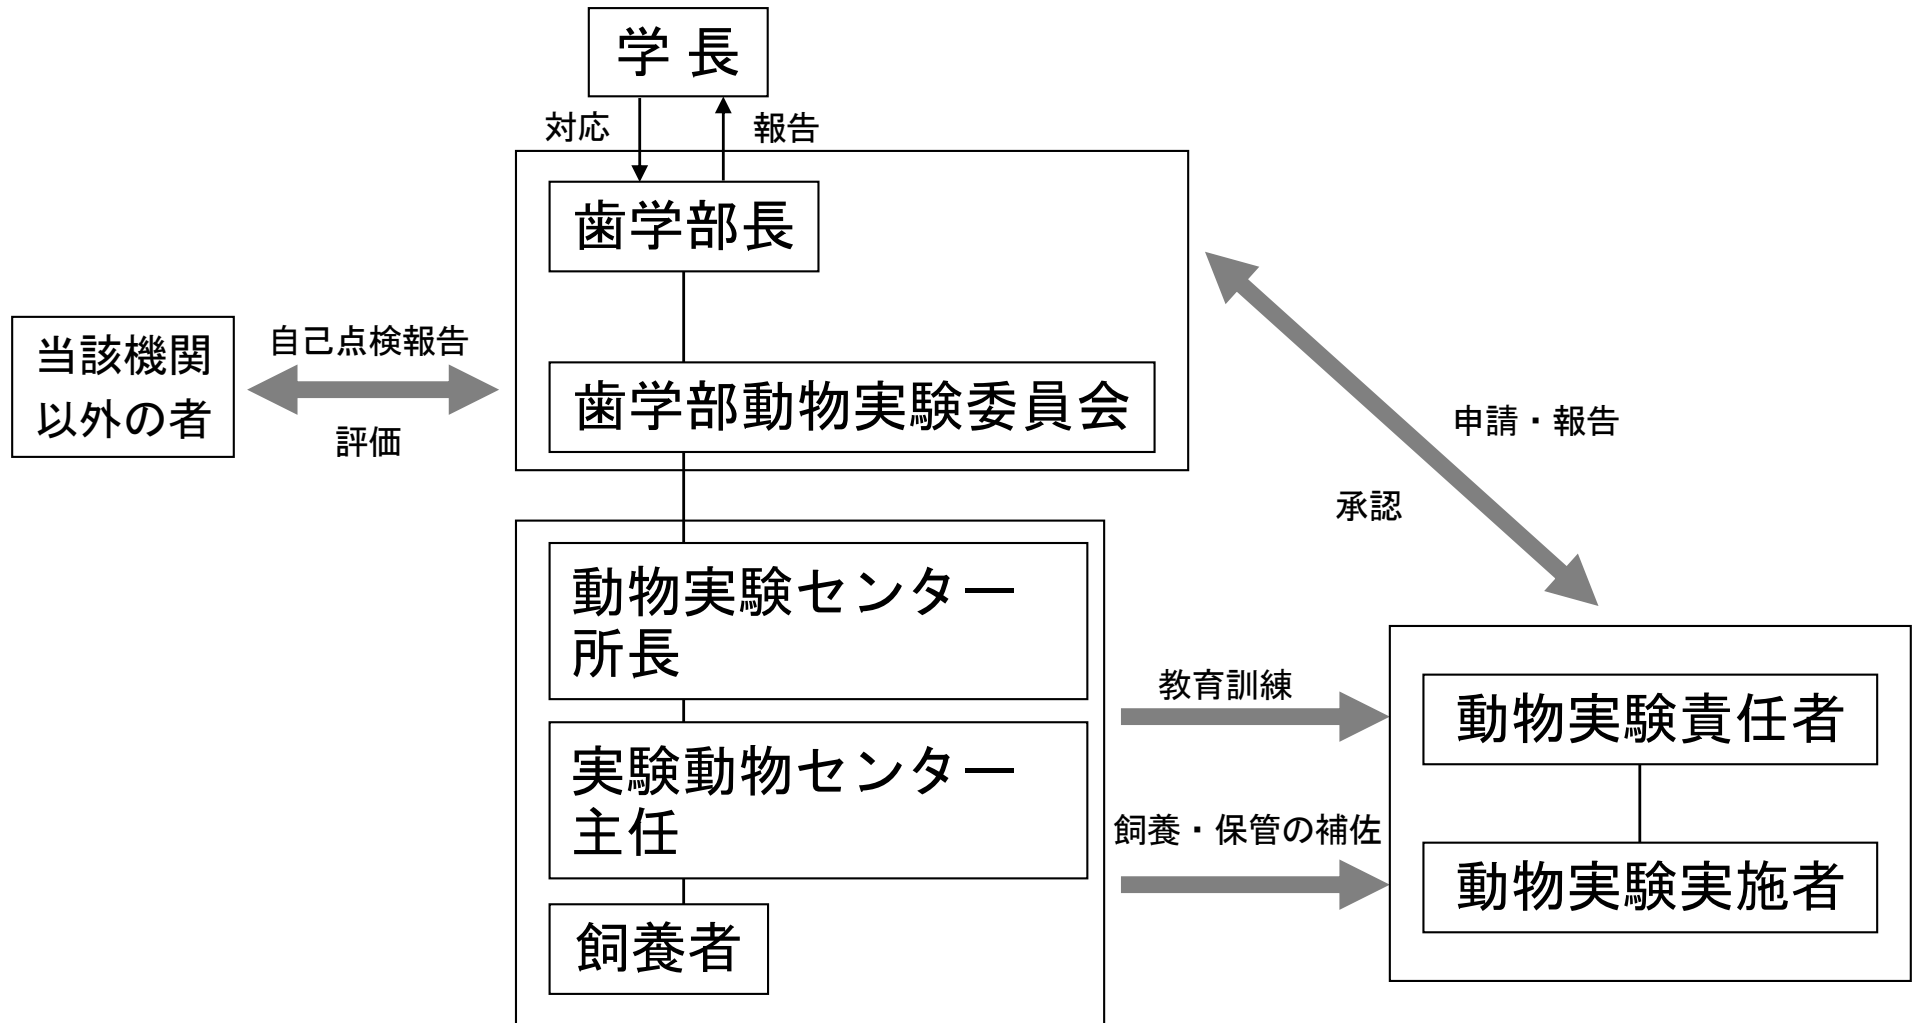 学 長
対応
報告
歯学部長
当該機関
以外の者
自己点検報告
評価
歯学部動物実験委員会
申請・報告
承認
動物実験センター
所長
実験動物センター
主任
飼養者
教育訓練
飼養・保管の補佐
動物実験責任者
動物実験実施者